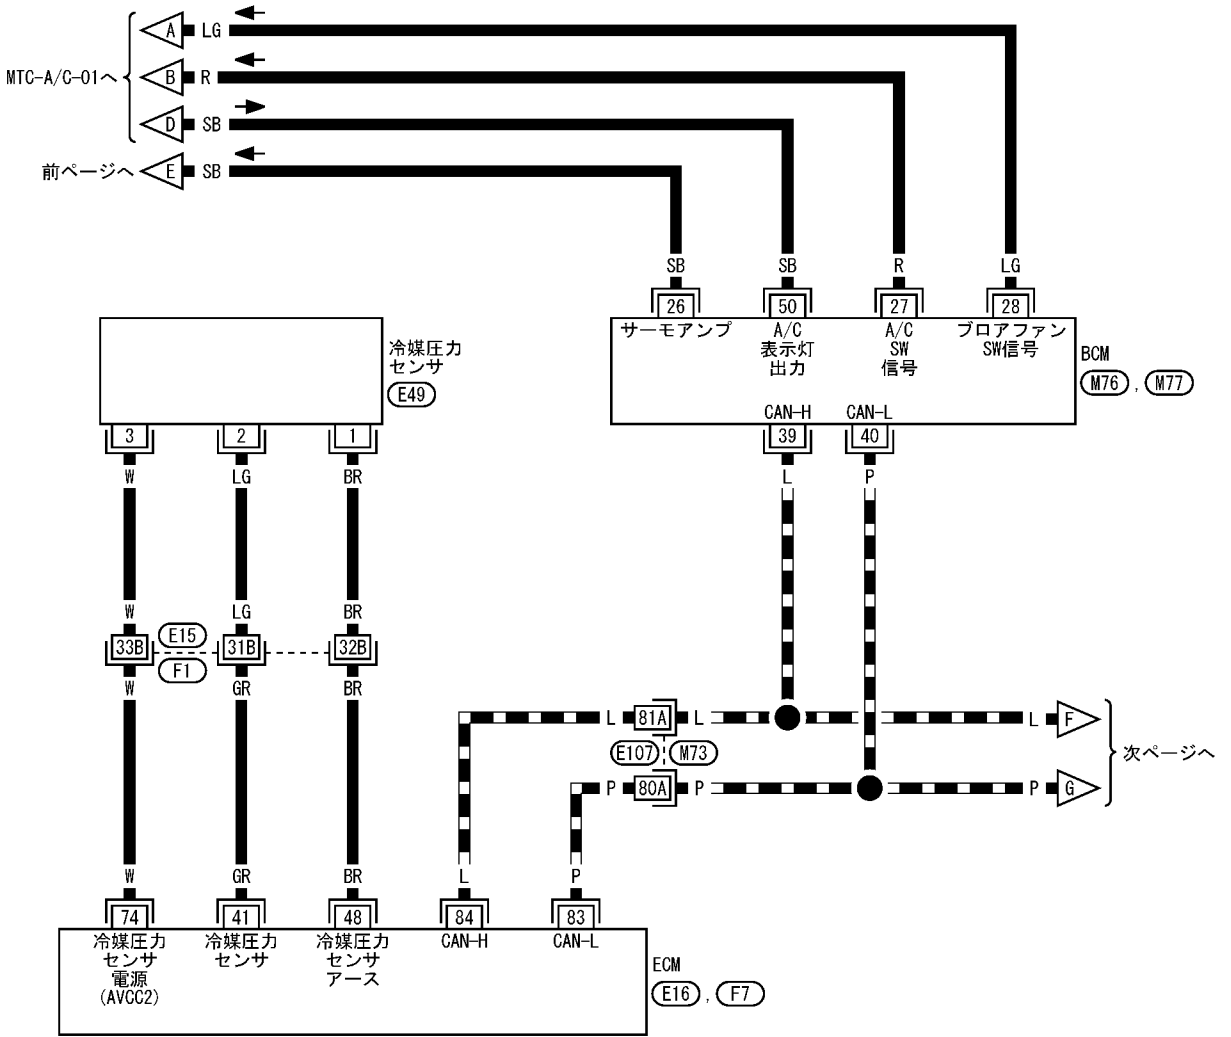 MTC-A/C-01へ
A LG
B R
D SB
前ページへ E SB
SB SB R LG
26 50 27 28
サーモアンプ
A/C
表示灯
出力
A/C
SW
信号
ブロアファン
SW信号
BCM
M76 , M77
CAN-H CAN-L
39 40
L P
冷媒圧力
センサ
E49
3 2 1
W LG BR
W LG BR
33B E15 31B 32B
F1
W GR BR
L 81A L L F
E107 M73
次ページへ
P 80A P P G
W GR BR L P
74 41 48 84 83
冷媒圧力
センサ
電源
(AVCC2)
冷媒圧力
センサ
冷媒圧力
センサ
アース
CAN-H CAN-L
ECM
E16 , F7